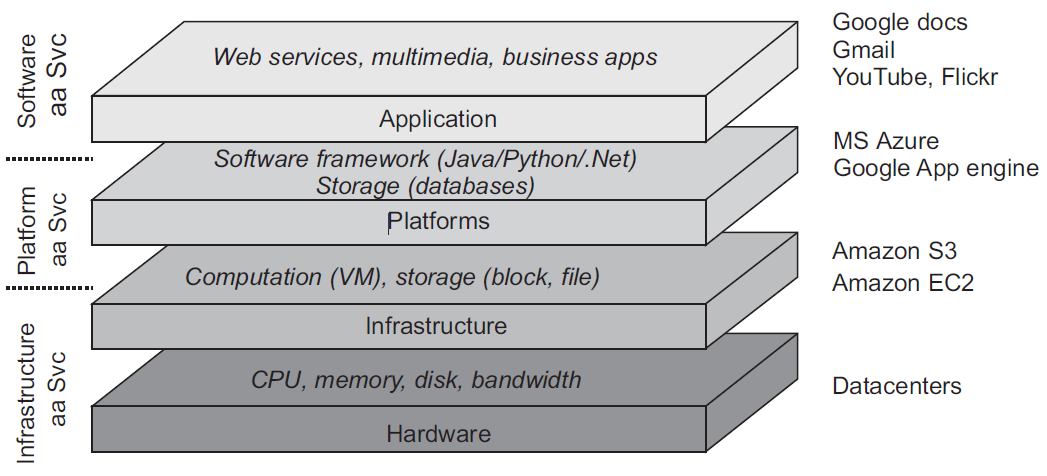 Software
aa Svc
Web services, multimedia, business apps
Application
Google docs
Gmail
YouTube, Flickr
Platform
aa Svc
Software framework (Java/Python/.Net)
Storage (databases)
Platforms
MS Azure
Google App engine
Infrastructure
aa Svc
Computation (VM), storage (block, file)
Infrastructure
Amazon S3
Amazon EC2
CPU, memory, disk, bandwidth
Hardware
Datacenters